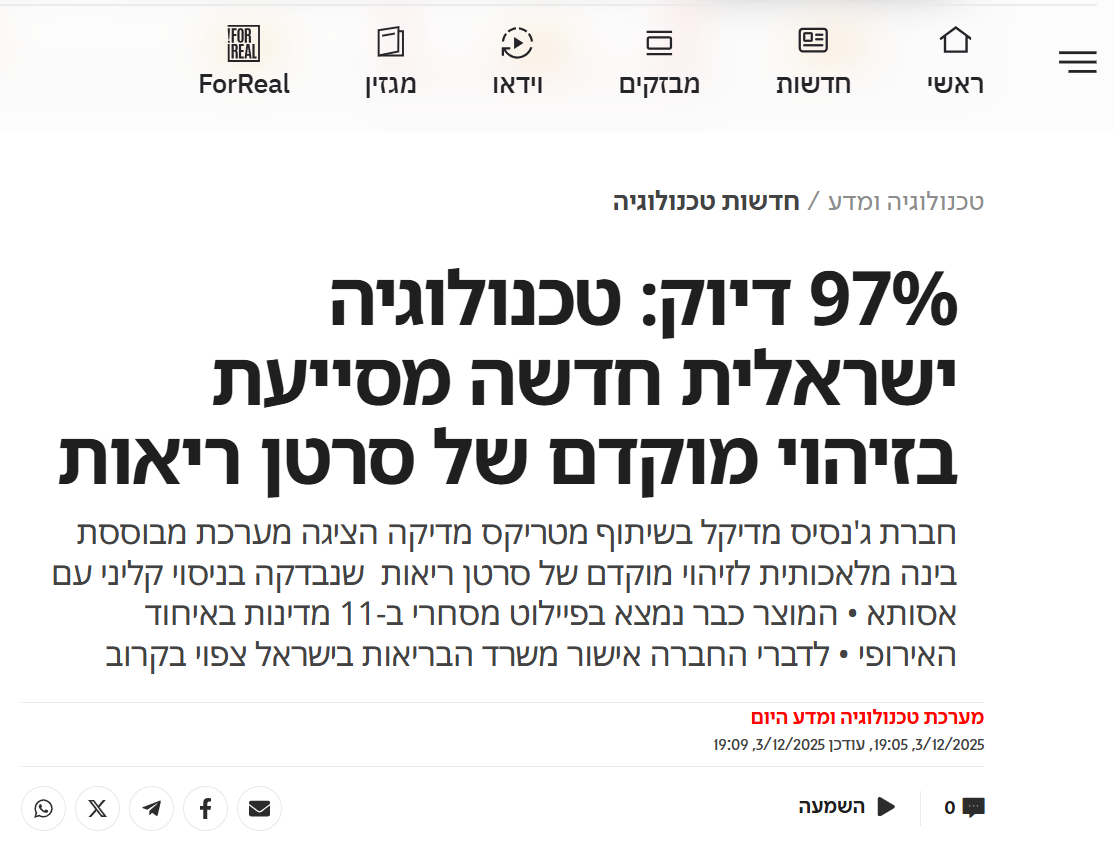 ראשי
חדשות
מבזקים
וידאו
מגזין
!FOR
REAL
ForReal
טכנולוגיה ומדע / חדשות טכנולוגיה
97% דיוק: טכנולוגיה
ישראלית חדשה מסייעת
בזיהוי מוקדם של סרטן ריאות
חברת ג'נסיס מדיקל בשיתוף מטריקס מדיקה הציגה מערכת מבוססת
בינה מלאכותית לזיהוי מוקדם של סרטן ריאות שנבדקה בניסוי קליני עם
אסותא • המוצר כבר נמצא בפיילוט מסחרי ב-11 מדינות באיחוד
האירופי • לדברי החברה אישור משרד הבריאות בישראל צפוי בקרוב
מערכת טכנולוגיה ומדע היום
3/12/2025, 19:05, עודכן 3/12/2025, 19:09
0
השמעה